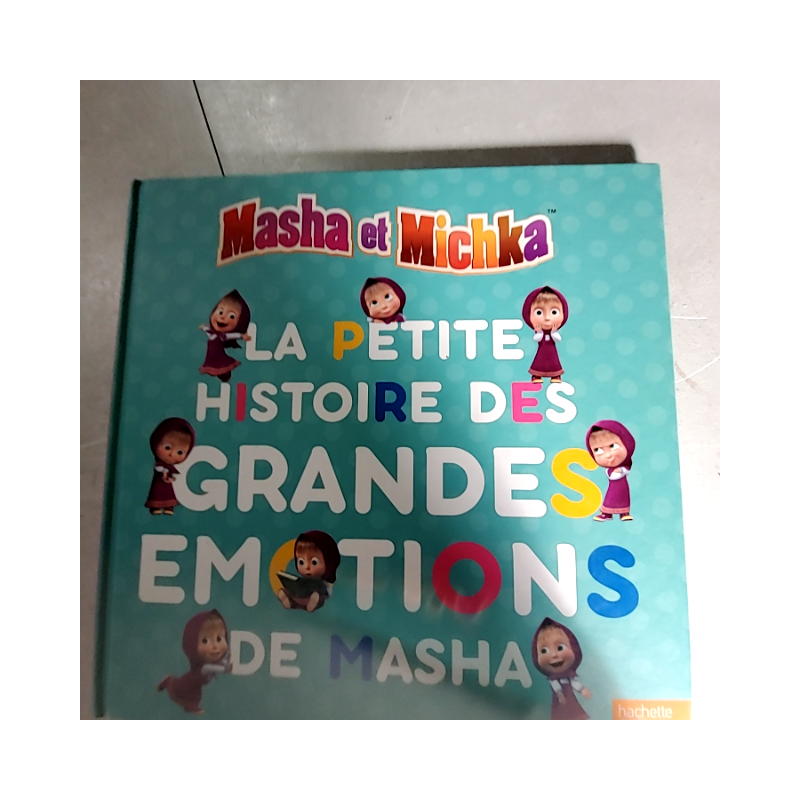 Masha et Michka™
LA PETITE
HISTOIRE DES
GRANDES
EMOTIONS
DE MASHA
hachette